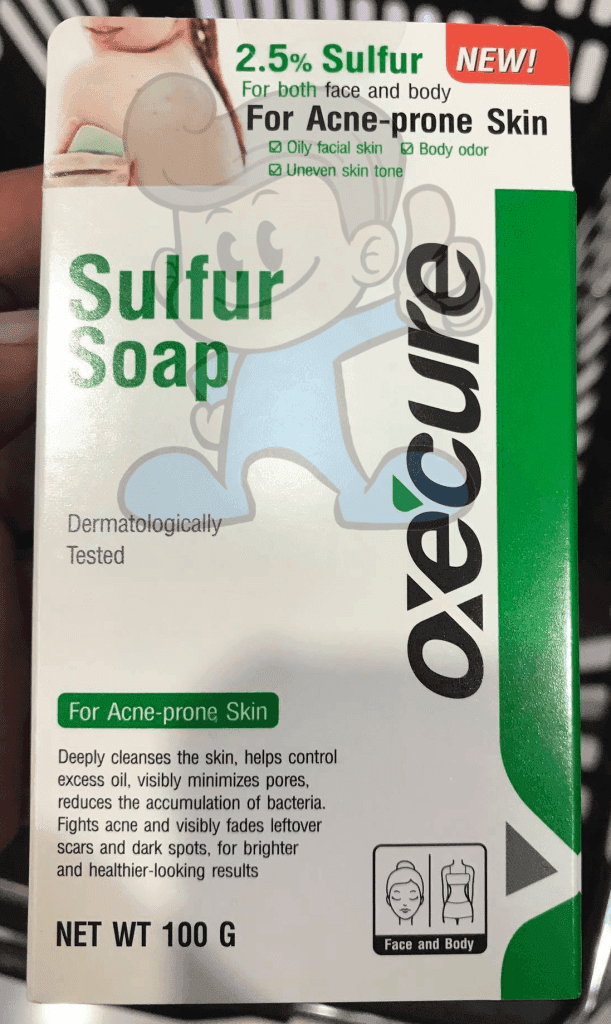 2.5% Sulfur
NEW!
For both face and body
For Acne-prone Skin
☑ Oily facial skin ☑ Body odor
☑ Uneven skin tone
Sulfur
Soap
oxecure
Dermatologically
Tested
For Acne-prone Skin
Deeply cleanses the skin, helps control
excess oil, visibly minimizes pores,
reduces the accumulation of bacteria.
Fights acne and visibly fades leftover
scars and dark spots, for brighter
and healthier-looking results
NET WT 100 G
Face and Body